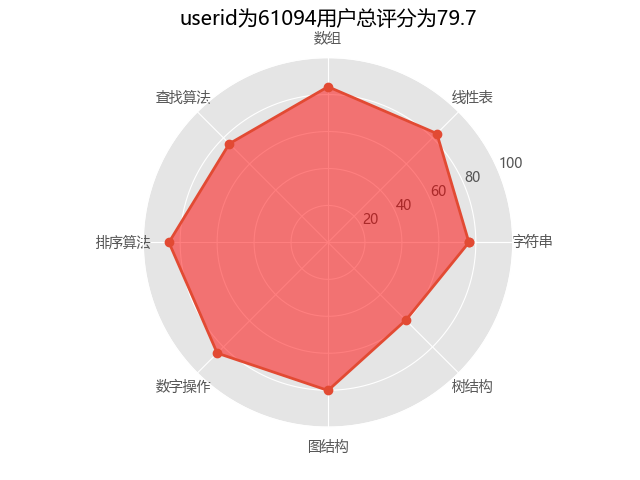 userid为61094用户总评分为79.7
数组
查找算法
线性表
100
80
60
40
20
排序算法
字符串
数字操作
树结构
图结构